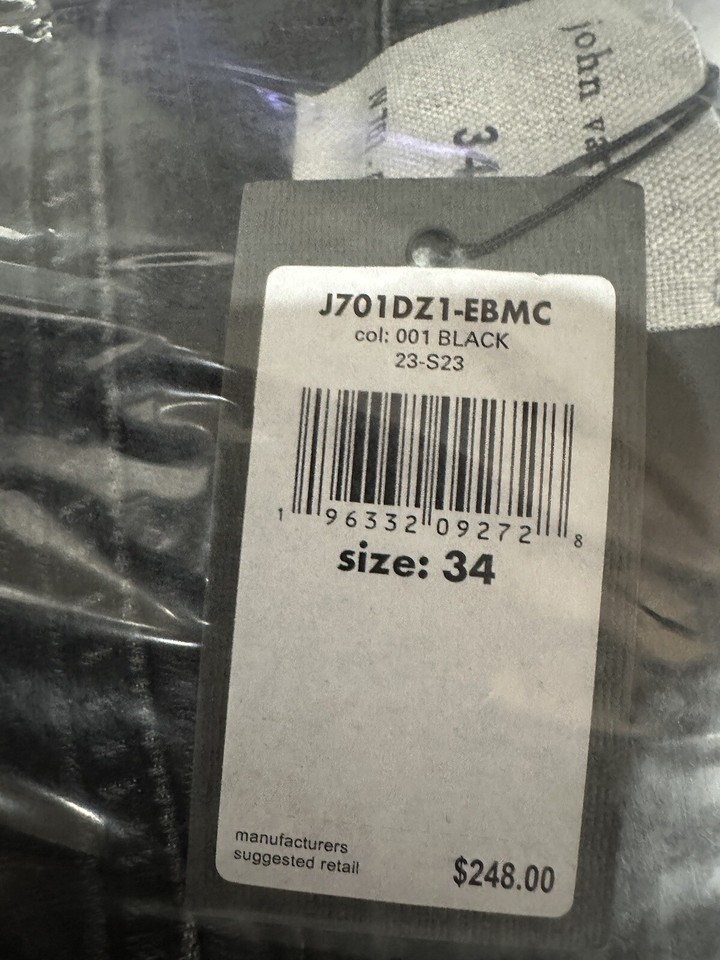 john
34
J701DZ1-EBMC
col: 001 BLACK
23-S23
1 96332 09272 8
size: 34
manufacturers
suggested retail
$248.00